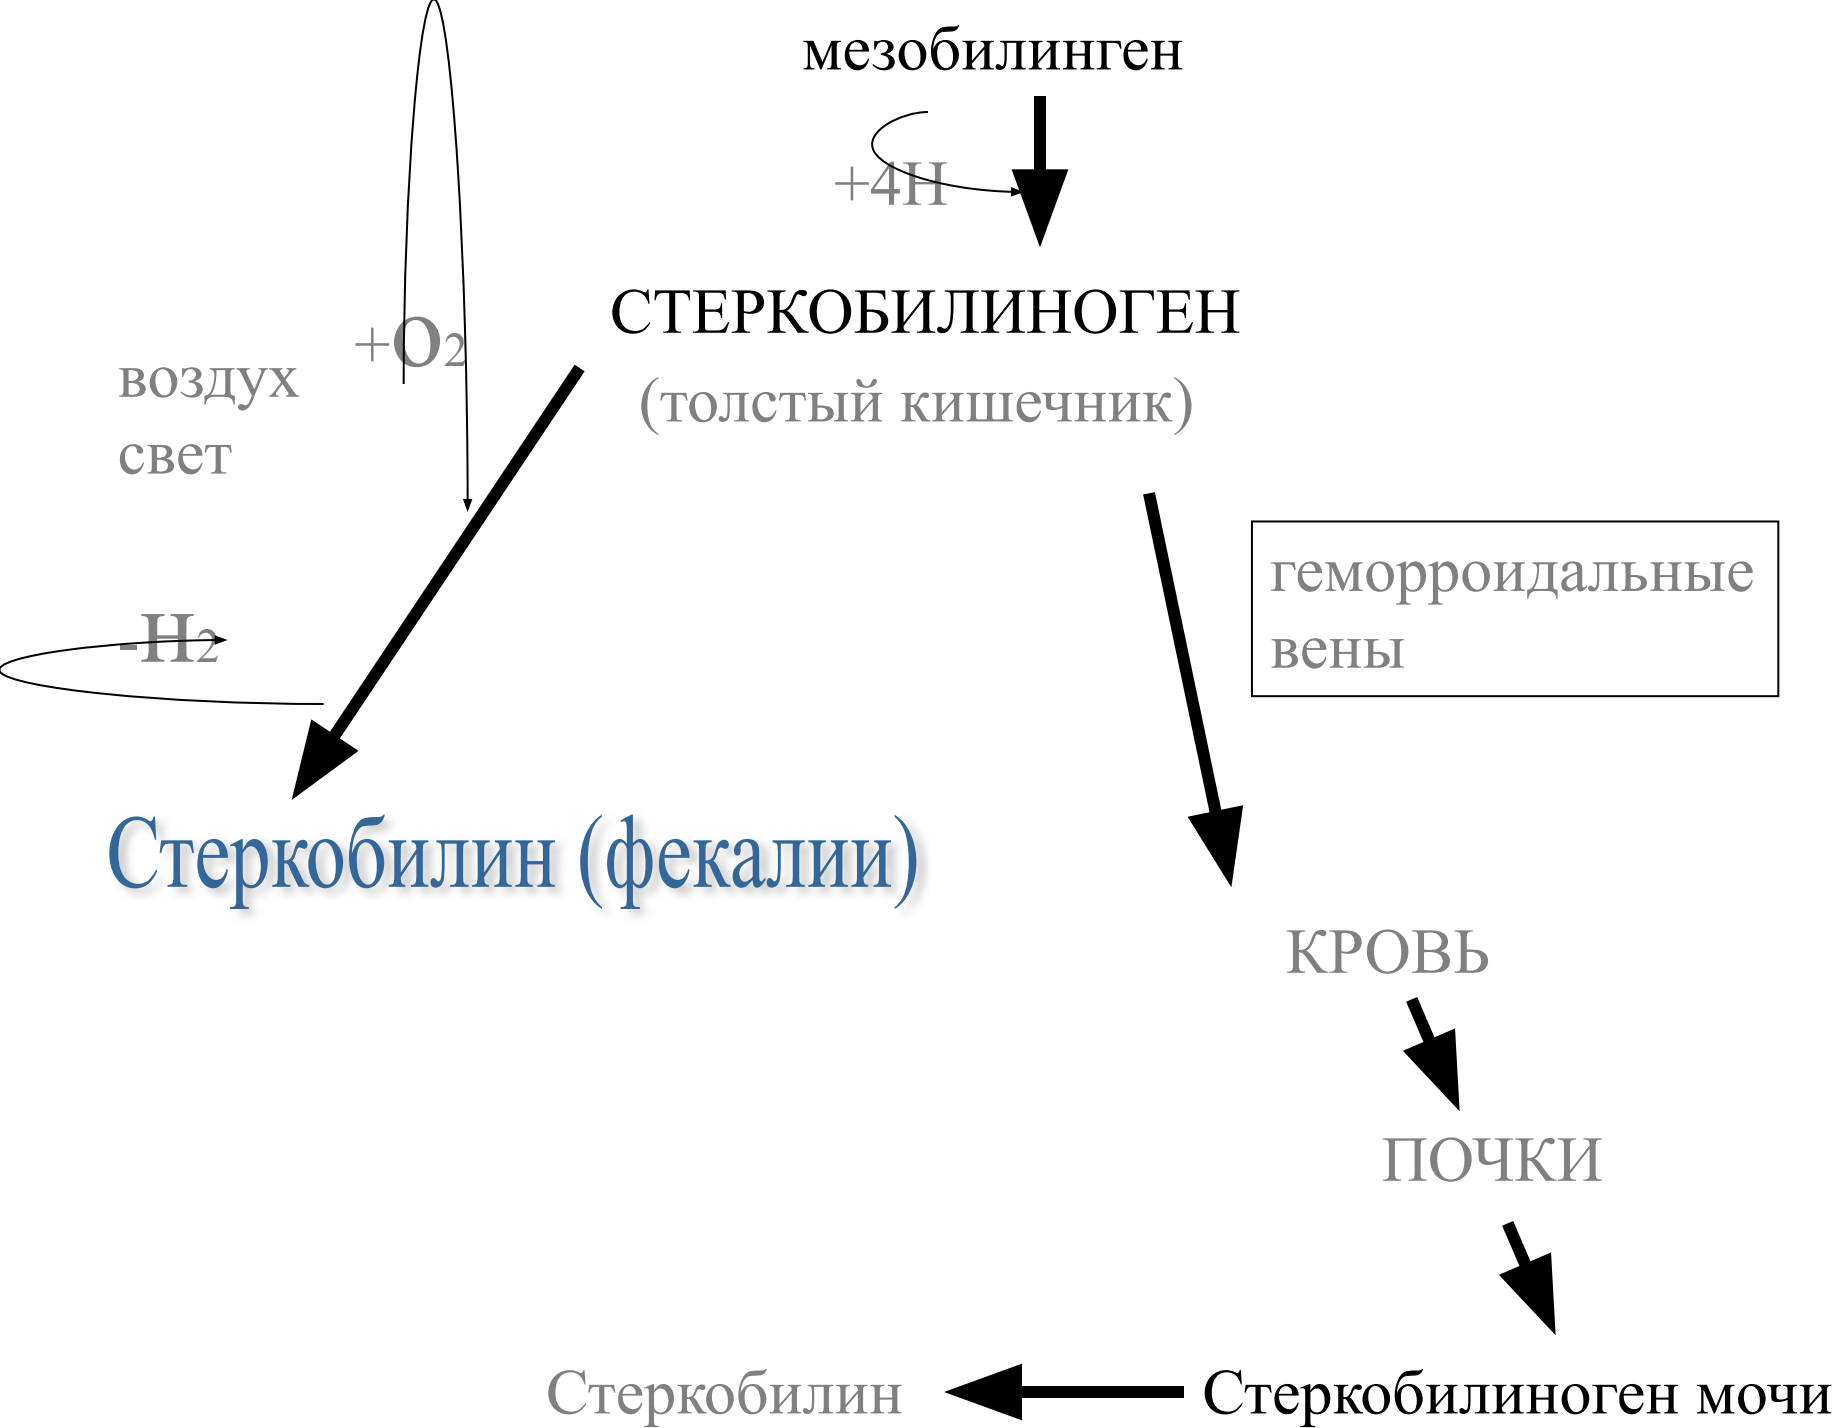 мезобилинген
+4Н
СТЕРКОБИЛИНОГЕН
(толстый кишечник)
+О2
воздух
свет
-Н2
геморроидальные
вены
Стеркобилин (фекалии)
КРОВЬ
ПОЧКИ
Стеркобилин
Стеркобилиноген мочи